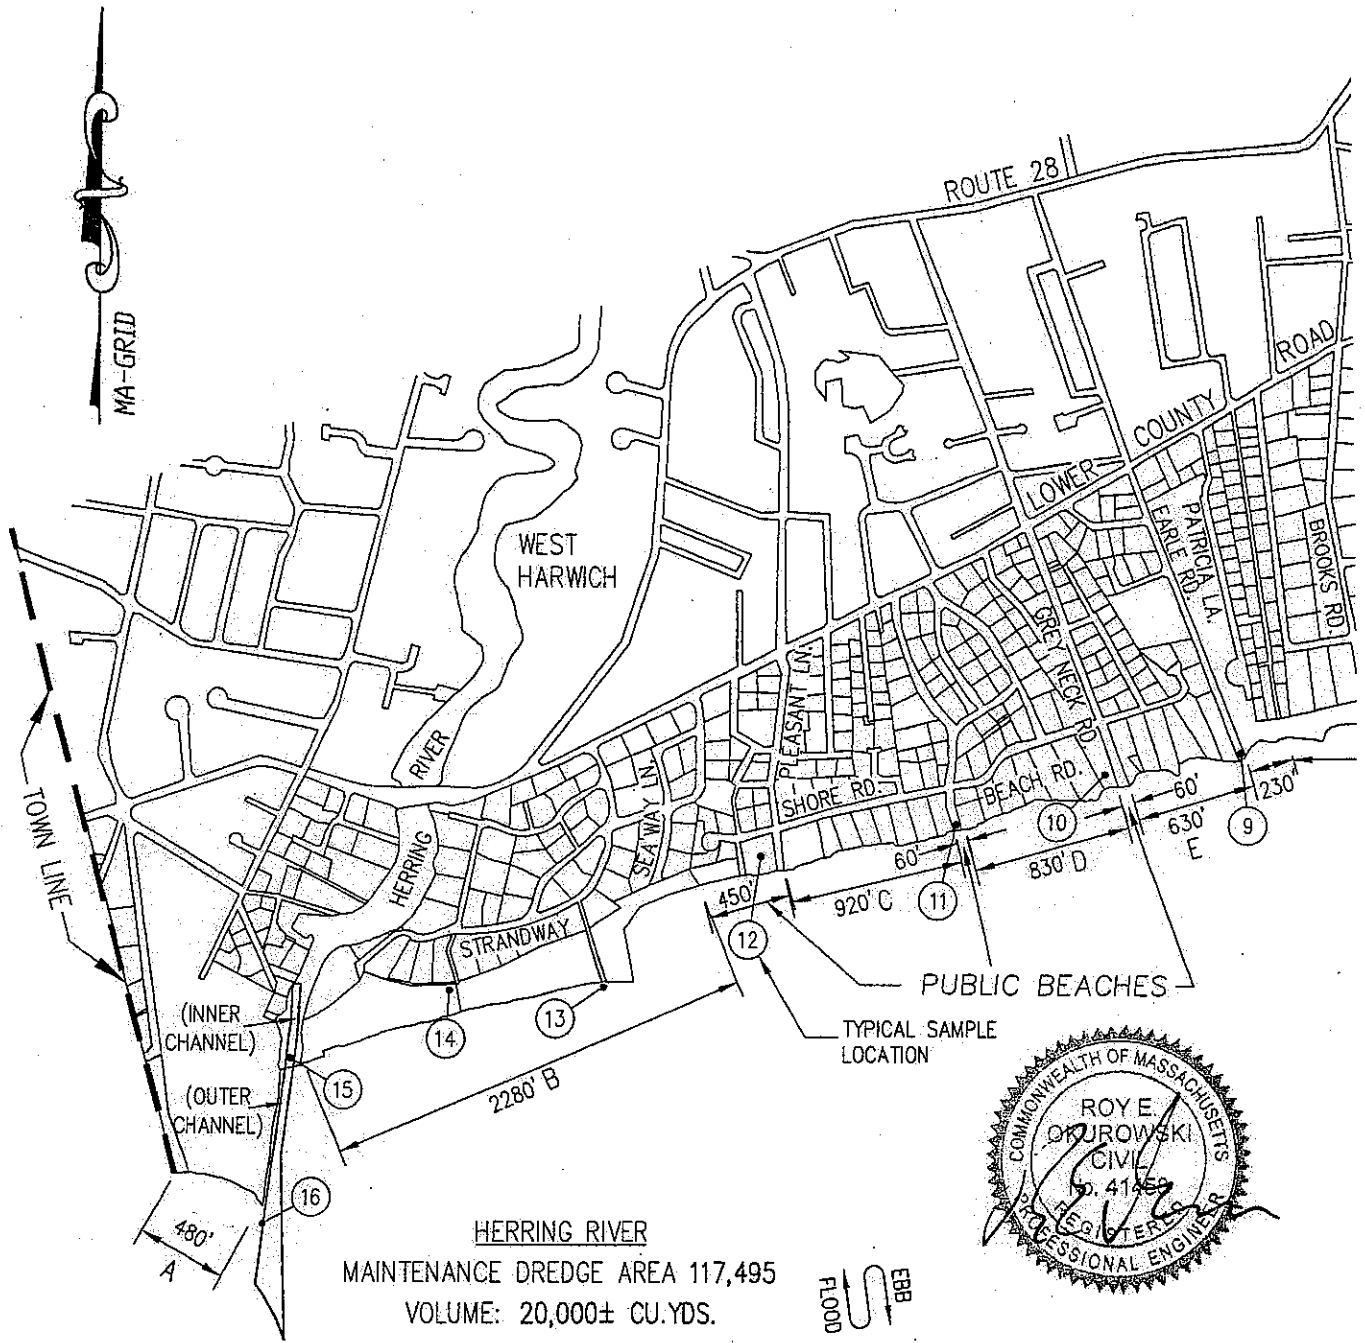 MA-GRID
ROUTE 28
LOWER COUNTY ROAD
WEST
HARWICH
PATRICIA LA.
EARLE RD.
BROOKS RD.
GREY NECK RD.
PLEASANT LN.
SEA WAY LN.
SHORE RD.
BEACH RD.
STRANDWAY
HERRING RIVER
TOWN LINE
60'
230'
630'
E
9
10
60'
830' D
11
450'
920' C
12
PUBLIC BEACHES
TYPICAL SAMPLE
LOCATION
13
14
2280' B
(INNER
CHANNEL)
15
(OUTER
CHANNEL)
16
480'
A
HERRING RIVER
MAINTENANCE DREDGE AREA 117,495
VOLUME: 20,000± CU.YDS.
FLOOD
EBB
COMMONWEALTH OF MASSACHUSETTS
ROY E.
OKUROWSKI
CIVIL
REGISTERED
PROFESSIONAL ENGINEER